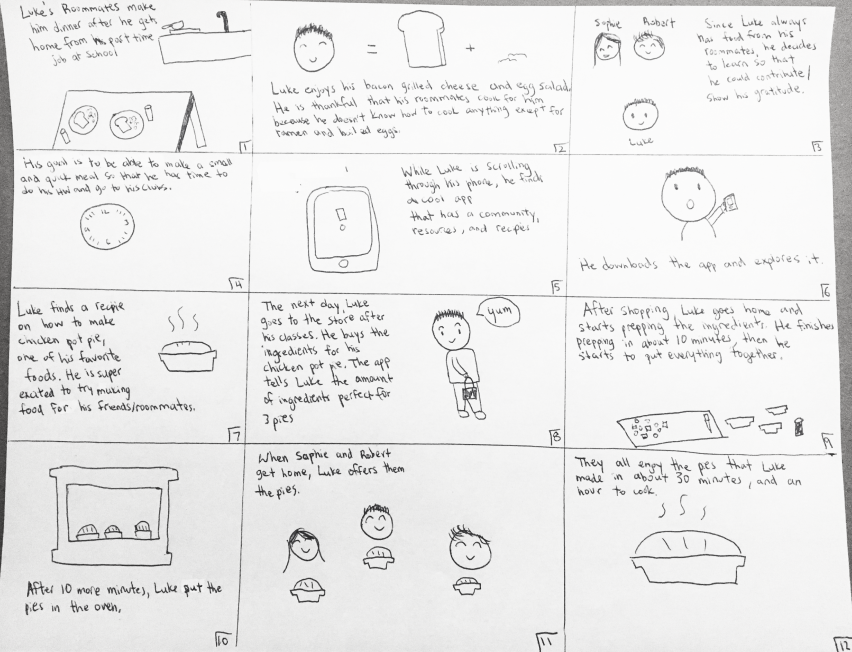 Luke's Roommates make
him dinner after he gets
home from his part time
job at School
1
=
+
Luke enjoys his bacon grilled cheese and egg salad.
He is thankful that his roommates cook for him
because he doesn't know how to cook anything except for
ramen and boiled eggs.
2
Sophie Robert
Since Luke always
has food from his
roommates, he decides
to learn so that
he could contribute/
show his gratitude.
Luke
3
His goal is to be able to make a small
and quick meal so that he has time to
do his HW and go to his clubs.
12
3
6
9
4
While Luke is scrolling
through his phone, he finds
a cool app
that has a community,
resources, and recipies
5
He downloads the app and explores it.
6
Luke finds a recipie
on how to make
chicken pot pie,
one of his favorite
foods. He is super
excited to try making
food for his friends/roommates.
7
The next day, Luke
goes to the store after
his classes. He buys the
ingredients for his
chicken pot pie. The app
tells Luke the amount
of ingredients perfect for
3 pies
yum
8
After shopping, Luke goes home and
starts prepping the ingredients. He finishes
prepping in about 10 minutes, then he
starts to put everything together.
9
After 10 more minutes, Luke put the
pies in the oven,
10
When Sophie and Robert
get home, Luke offers them
the pies.
11
They all enjoy the pies that Luke
made in about 30 minutes, and an
hour to cook.
12